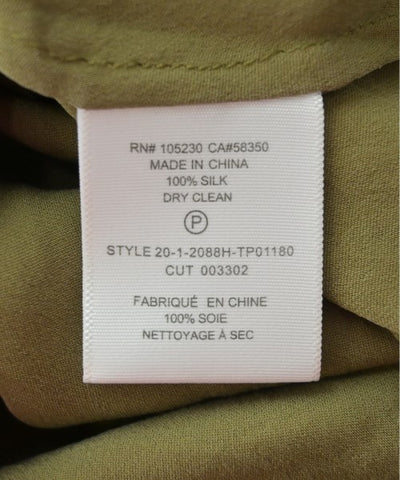 RN# 105230 CA#58350
MADE IN CHINA
100% SILK
DRY CLEAN
P
STYLE 20-1-2088H-TP01180
CUT 003302
FABRIQUÉ EN CHINE
100% SOIE
NETTOYAGE À SEC